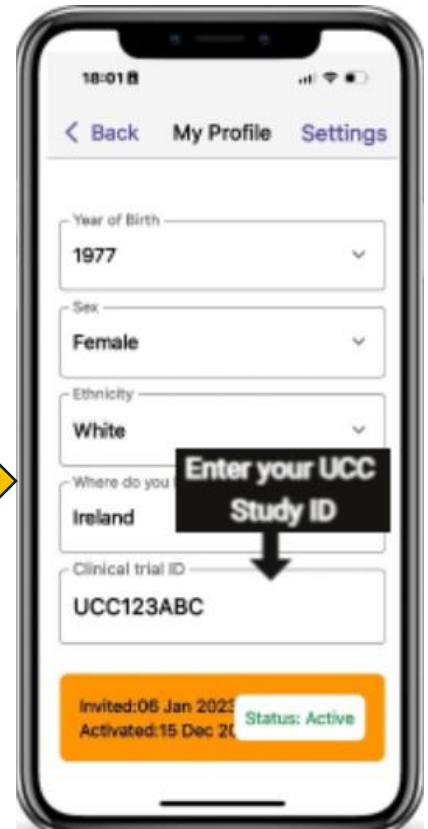 18:01
Back My Profile Settings
Year of Birth
1977
Sex
Female
Ethnicity
White
Where do you
Enter your UCC
Study ID
Ireland
Clinical trial ID
UCC123ABC
Invited:06 Jan 2023
Activated:15 Dec 20
Status: Active